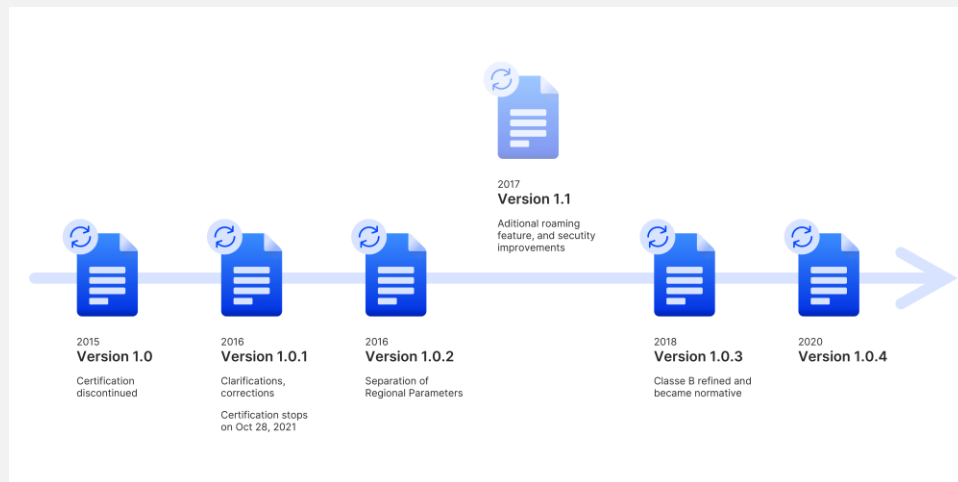 2017
Version 1.1
Aditional roaming
feature, and secutity
improvements
2015
Version 1.0
Certification
discontinued
2016
Version 1.0.1
Clarifications,
corrections
Certification stops
on Oct 28, 2021
2016
Version 1.0.2
Separation of
Regional Parameters
2018
Version 1.0.3
Classe B refined and
became normative
2020
Version 1.0.4